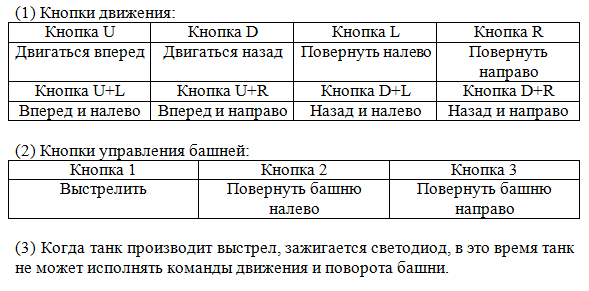 (1) Кнопки движения:
Кнопка U Кнопка D Кнопка L Кнопка R
Двигаться вперед Двигаться назад Повернуть налево Повернуть
направо
Кнопка U+L Кнопка U+R Кнопка D+L Кнопка D+R
Вперед и налево Вперед и направо Назад и налево Назад и направо
(2) Кнопки управления башней:
Кнопка 1 Кнопка 2 Кнопка 3
Выстрелить Повернуть башню Повернуть башню
налево направо
(3) Когда танк производит выстрел, зажигается светодиод, в это время танк
не может исполнять команды движения и поворота башни.